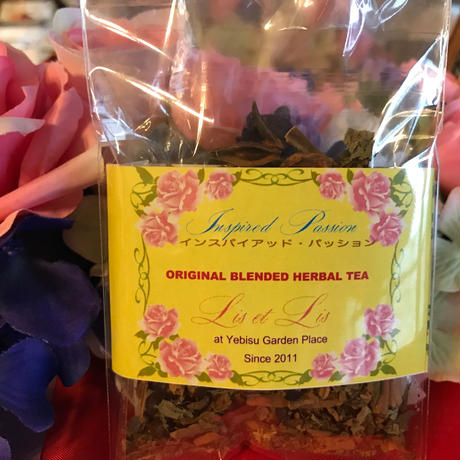 Inspired Passion
インスパイアッド・パッション
ORIGINAL BLENDED HERBAL TEA
Lis et Lis
at Yebisu Garden Place
Since 2011